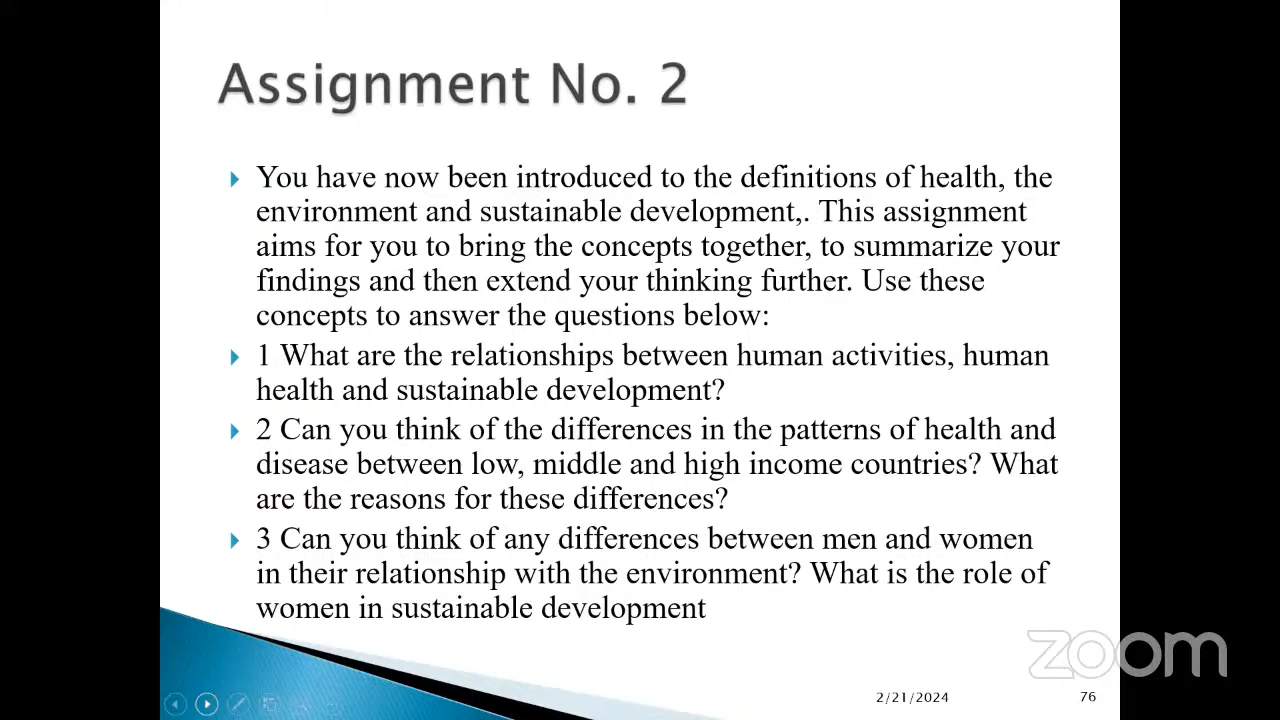 Assignment No. 2
You have now been introduced to the definitions of health, the
environment and sustainable development,. This assignment
aims for you to bring the concepts together, to summarize your
findings and then extend your thinking further. Use these
concepts to answer the questions below:
1 What are the relationships between human activities, human
health and sustainable development?
2 Can you think of the differences in the patterns of health and
disease between low, middle and high income countries? What
are the reasons for these differences?
3 Can you think of any differences between men and women
in their relationship with the environment? What is the role of
women in sustainable development
zoom
2/21/2024 76